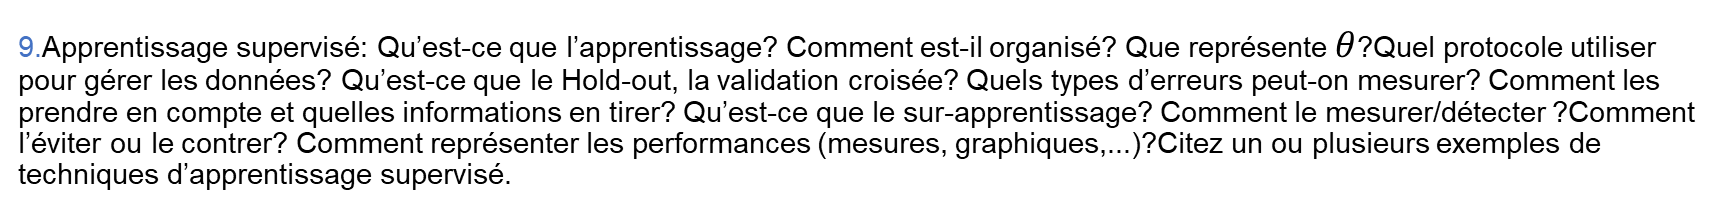 9.Apprentissage supervisé: Qu’est-ce que l’apprentissage? Comment est-il organisé? Que représente θ?Quel protocole utiliser
pour gérer les données? Qu’est-ce que le Hold-out, la validation croisée? Quels types d’erreurs peut-on mesurer? Comment les
prendre en compte et quelles informations en tirer? Qu’est-ce que le sur-apprentissage? Comment le mesurer/détecter ?Comment
l’éviter ou le contrer? Comment représenter les performances (mesures, graphiques,...)?Citez un ou plusieurs exemples de
techniques d’apprentissage supervisé.